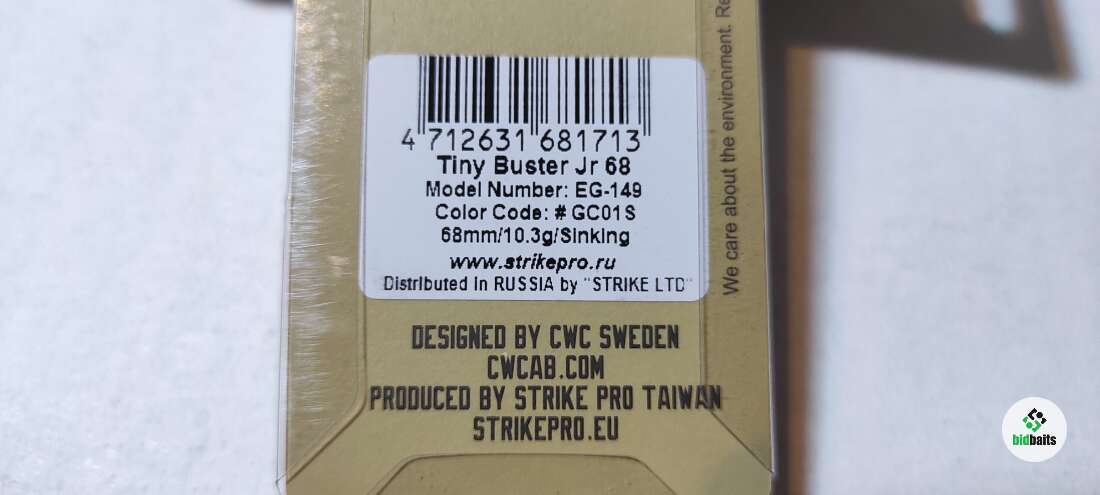 4 712631 681713
Tiny Buster Jr 68
Model Number: EG-149
Color Code: # GC01S
68mm/10.3g/Sinking
www.strikepro.ru
Distributed in RUSSIA by "STRIKE LTD"
DESIGNED BY CWC SWEDEN
CWCAB.COM
PRODUCED BY STRIKE PRO TAIWAN
STRIKEPRO.EU
We care about the environment.
bidbaits